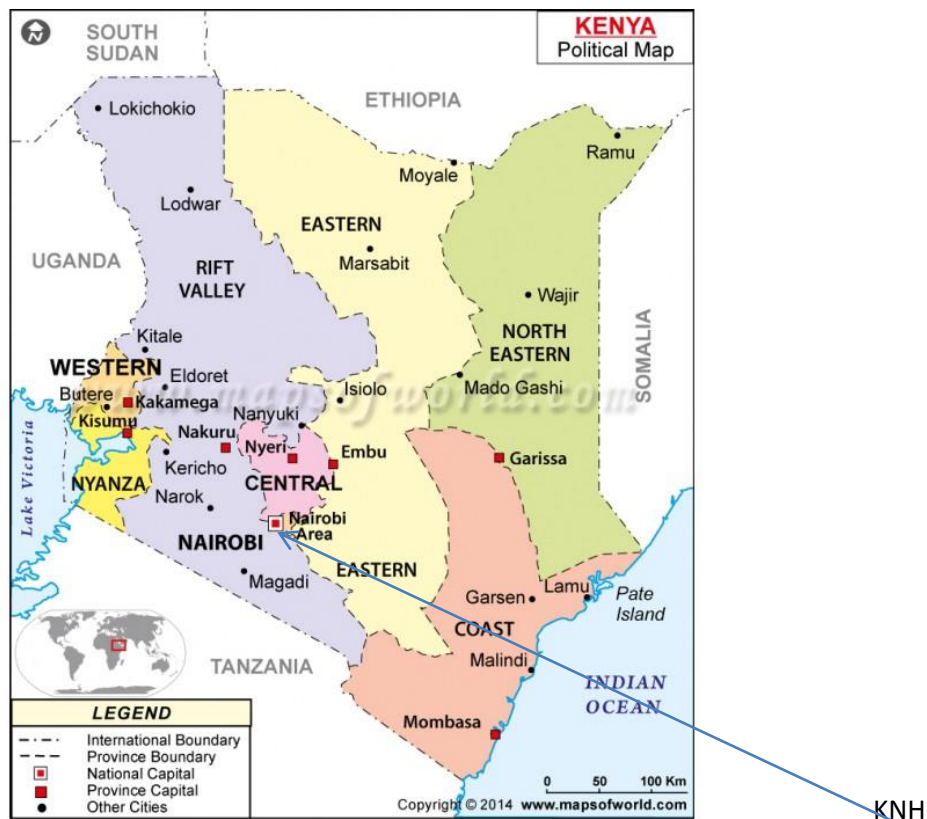 KENYA
Political Map
SOUTH
SUDAN
ETHIOPIA
Lokichokio
Ramu
Moyale
Lodwar
EASTERN
Marsabit
UGANDA
RIFT
VALLEY
Wajir
SOMALIA
NORTH
EASTERN
Kitale
WESTERN
Eldoret
Isiolo
Mado Gashi
www.mapsofworld.com
Butere
Kakamega
Kisumu
Nanyuki
Nakuru
Nyeri
Embu
Garissa
Kericho
CENTRAL
NYANZA
Lake Victoria
Narok
Nairobi
Area
NAIROBI
EASTERN
Magadi
Garsen
Lamu
Pate
Island
COAST
TANZANIA
Malindi
INDIAN
OCEAN
Mombasa
LEGEND
International Boundary
Province Boundary
National Capital
Province Capital
Other Cities
0 50 100 Km
Copyright © 2014 www.mapsofworld.com
KNH